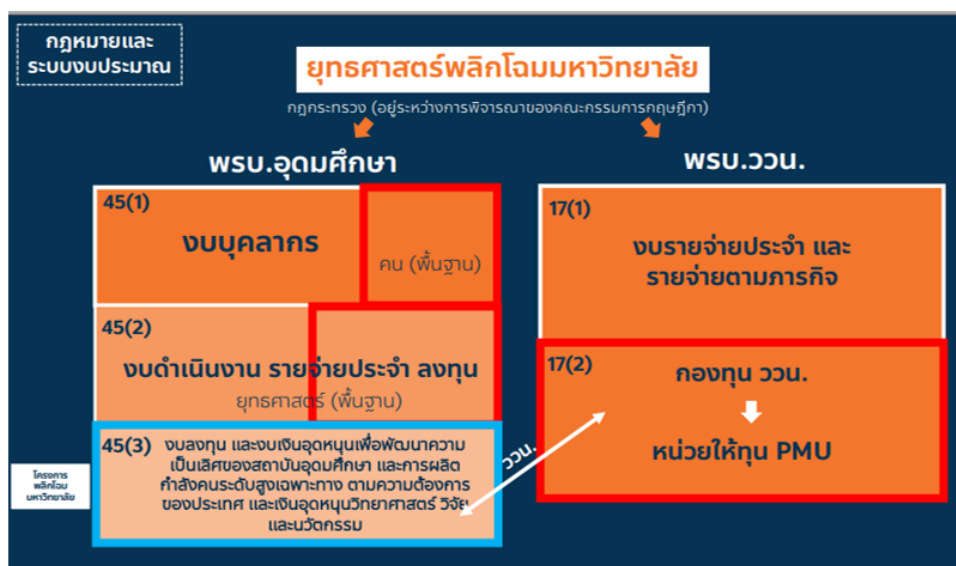 กฎหมายและ
ระบบงบประมาณ
ยุทธศาสตร์พลิกโฉมมหาวิทยาลัย
กฎกระทรวง (อยู่ระหว่างการพิจารณาของคณะกรรมการกฤษฎีกา)
พรบ.อุดมศึกษา
45(1)
งบบุคลากร
คน (พื้นฐาน)
45(2)
งบดำเนินงาน รายจ่ายประจำ ลงทุน
ยุทธศาสตร์ (พื้นฐาน)
โครงการ
พลิกโฉม
มหาวิทยาลัย
45(3) งบลงทุน และงบเงินอุดหนุนเพื่อพัฒนาความ
เป็นเลิศของสถาบันอุดมศึกษา และการผลิต
กำลังคนระดับสูงเฉพาะทาง ตามความต้องการ
ของประเทศ และเงินอุดหนุนวิทยาศาสตร์ วิจัย
และนวัตกรรม
ววน.
พรบ.ววน.
17(1)
งบรายจ่ายประจำ และ
รายจ่ายตามภารกิจ
17(2)
กองทุน ววน.
หน่วยให้ทุน PMU